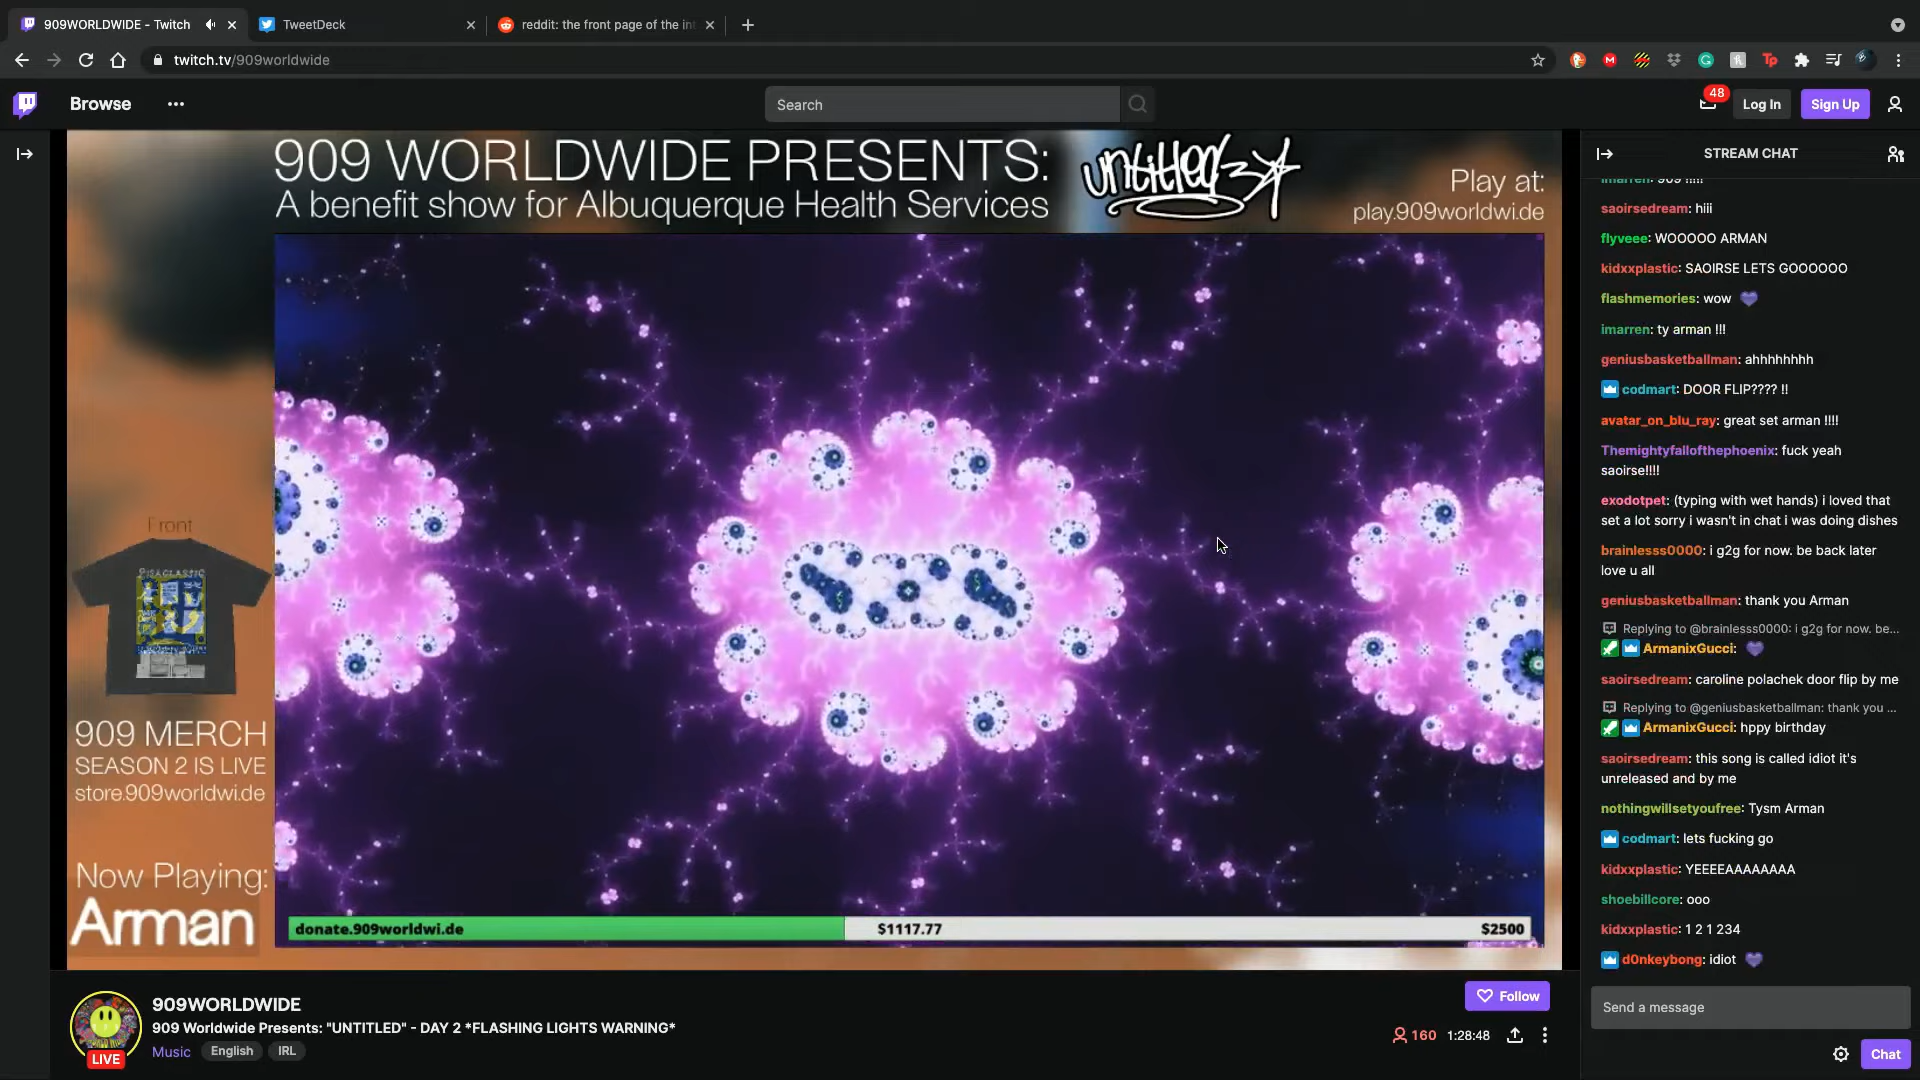 909WORLDWIDE - Twitch
TweetDeck
reddit: the front page of the int
twitch.tv/909worldwide
Browse
Search
48
Log In
Sign Up
909 WORLDWIDE PRESENTS:
A benefit show for Albuquerque Health Services
untitled
Play at:
play.909worldwi.de
Front
909 MERCH
SEASON 2 IS LIVE
store.909worldwi.de
Now Playing:
Arman
donate.909worldwi.de
$1117.77
$2500
LIVE
909WORLDWIDE
909 Worldwide Presents: "UNTITLED" - DAY 2 *FLASHING LIGHTS WARNING*
Music
English
IRL
Follow
160
1:28:48
STREAM CHAT
imarren: 909 !!!!!
saoirsedream: hiii
flyveee: WOOOOO ARMAN
kidxxplastic: SAOIRSE LETS GOOOOOO
flashmemories: wow
imarren: ty arman !!!
geniusbasketballman: ahhhhhhhh
codmart: DOOR FLIP???? !!
avatar_on_blu_ray: great set arman !!!!
Themightyfallofthephoenix: fuck yeah
saoirse!!!!
exodotpet: (typing with wet hands) i loved that
set a lot sorry i wasn't in chat i was doing dishes
brainlesss0000: i g2g for now. be back later
love u all
geniusbasketballman: thank you Arman
Replying to @brainlesss0000: i g2g for now. be...
ArmanixGucci:
saoirsedream: caroline polachek door flip by me
Replying to @geniusbasketballman: thank you ...
ArmanixGucci: hppy birthday
saoirsedream: this song is called idiot it's
unreleased and by me
nothingwillsetyoufree: Tysm Arman
codmart: lets fucking go
kidxxplastic: YEEEEAAAAAAAA
shoebillcore: ooo
kidxxplastic: 1 2 1 234
d0nkeybong: idiot
Send a message
Chat